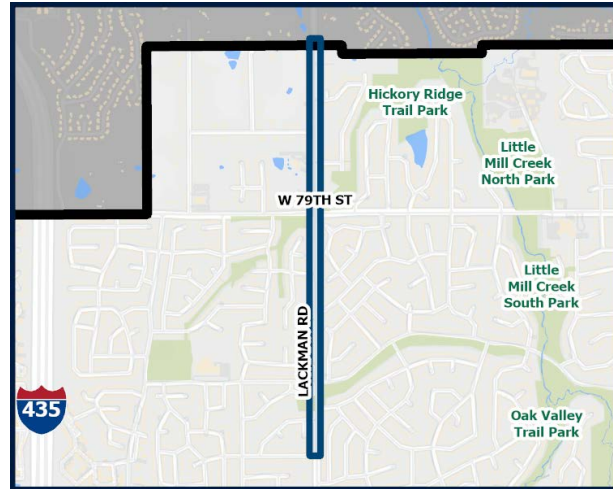 Hickory Ridge
Trail Park
Little
Mill Creek
North Park
W 79TH ST
Little
Mill Creek
South Park
LACKMAN RD
435
Oak Valley
Trail Park